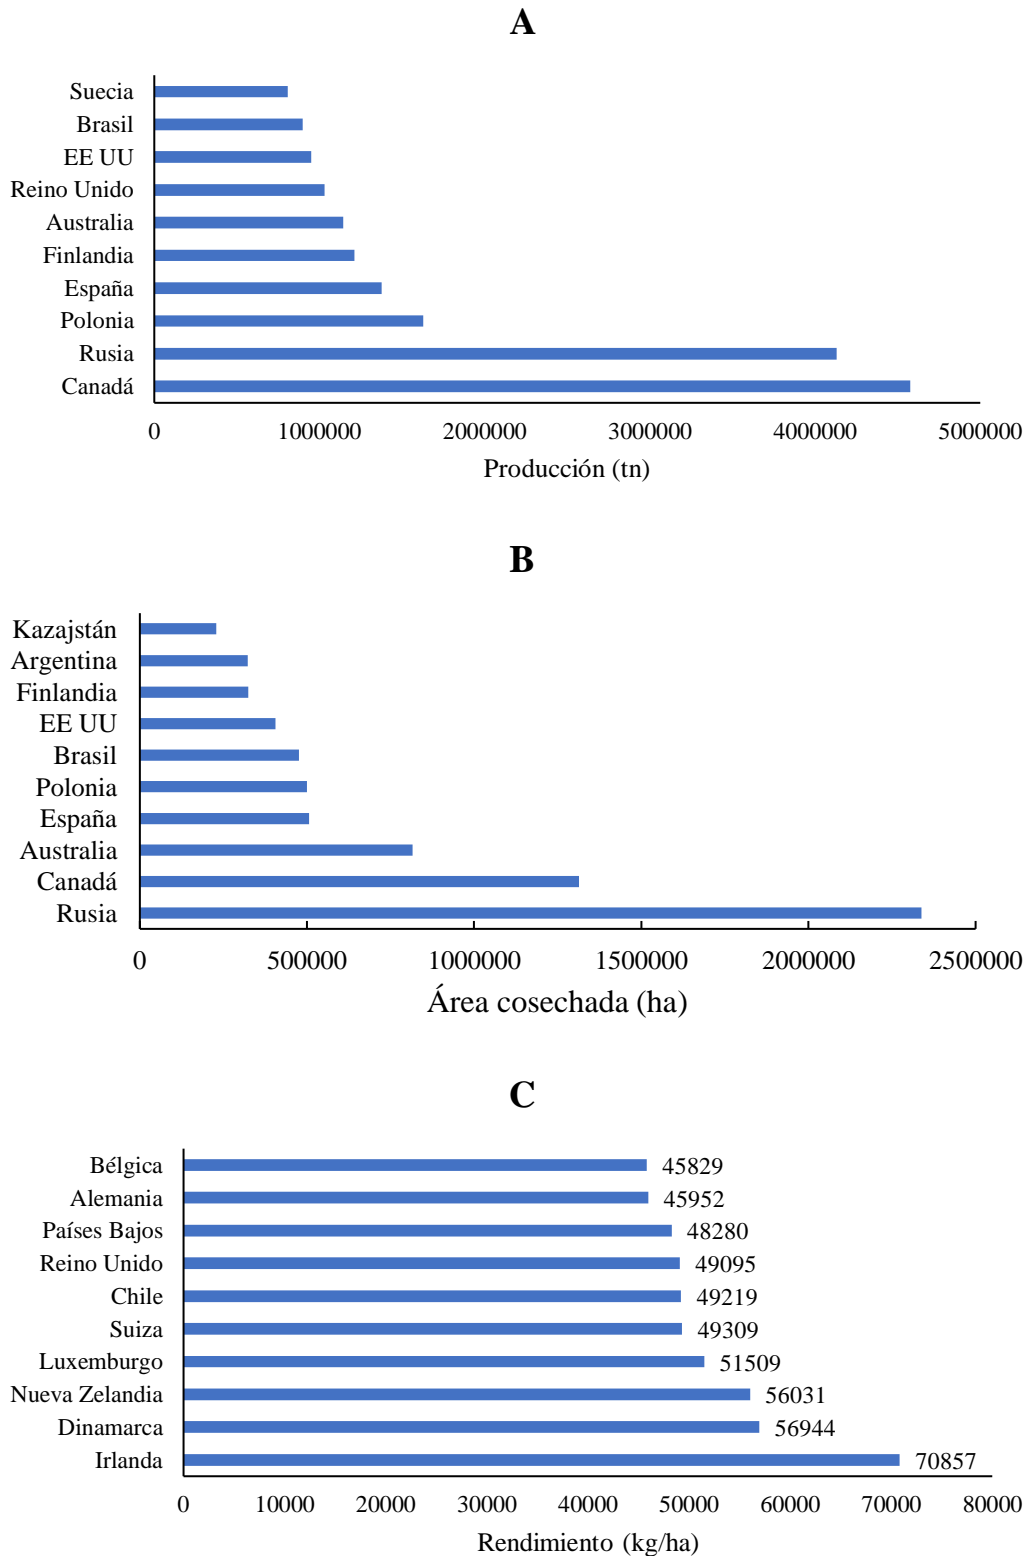 A
Suecia
Brasil
EE UU
Reino Unido
Australia
Finlandia
España
Polonia
Rusia
Canadá
0 1000000 2000000 3000000 4000000 5000000
Producción (tn)
B
Kazajstán
Argentina
Finlandia
EE UU
Brasil
Polonia
España
Australia
Canadá
Rusia
0 500000 1000000 1500000 2000000 2500000
Área cosechada (ha)
C
Bélgica 45829
Alemania 45952
Países Bajos 48280
Reino Unido 49095
Chile 49219
Suiza 49309
Luxemburgo 51509
Nueva Zelandia 56031
Dinamarca 56944
Irlanda 70857
0 10000 20000 30000 40000 50000 60000 70000 80000
Rendimiento (kg/ha)